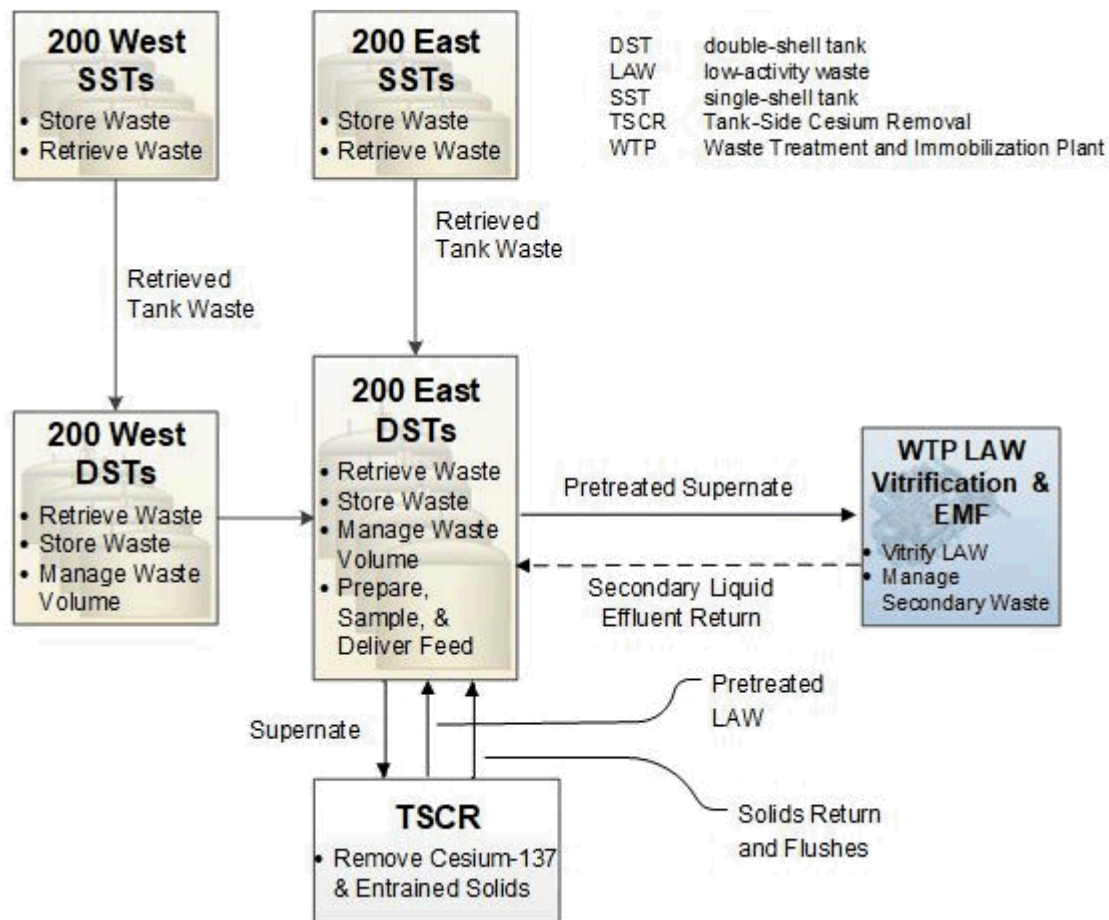 200 West
SSTs
• Store Waste
• Retrieve Waste
200 East
SSTs
• Store Waste
• Retrieve Waste
DST double-shell tank
LAW low-activity waste
SST single-shell tank
TSCR Tank-Side Cesium Removal
WTP Waste Treatment and Immobilization Plant
Retrieved
Tank Waste
Retrieved
Tank Waste
200 West
DSTs
• Retrieve Waste
• Store Waste
• Manage Waste
Volume
200 East
DSTs
• Retrieve Waste
• Store Waste
• Manage Waste
Volume
• Prepare,
Sample, &
Deliver Feed
Pretreated Supernate
Secondary Liquid
Effluent Return
WTP LAW
Vitrification &
EMF
• Vitrify LAW
• Manage
Secondary Waste
Supernate
Pretreated
LAW
Solids Return
and Flushes
TSCR
• Remove Cesium-137
& Entrained Solids